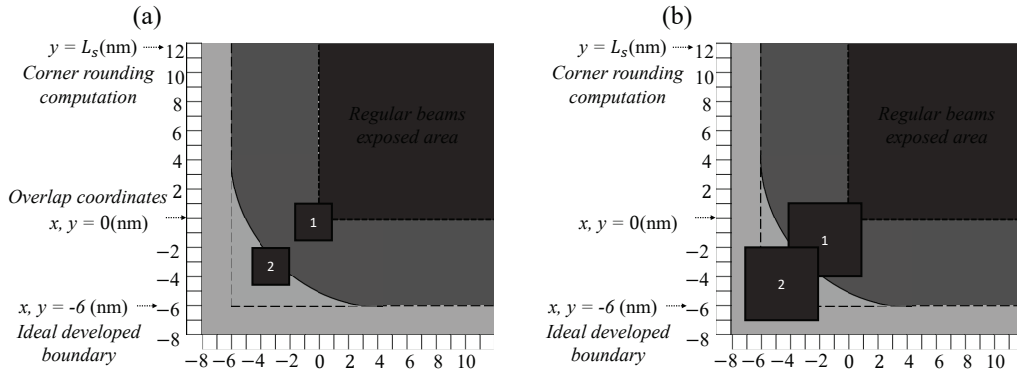 (a)
y = Lₛ(nm)
Corner rounding
computation
Overlap coordinates
x, y = 0(nm)
x, y = -6 (nm)
Ideal developed
boundary
12
10
8
6
4
2
0
−2
−4
−6
−8
Regular beams
exposed area
1
2
−8 −6 −4 −2 0 2 4 6 8 10
(b)
y = Lₛ(nm)
Corner rounding
computation
x, y = 0(nm)
x, y = -6 (nm)
Ideal developed
boundary
12
10
8
6
4
2
0
−2
−4
−6
−8
Regular beams
exposed area
1
2
−8 −6 −4 −2 0 2 4 6 8 10